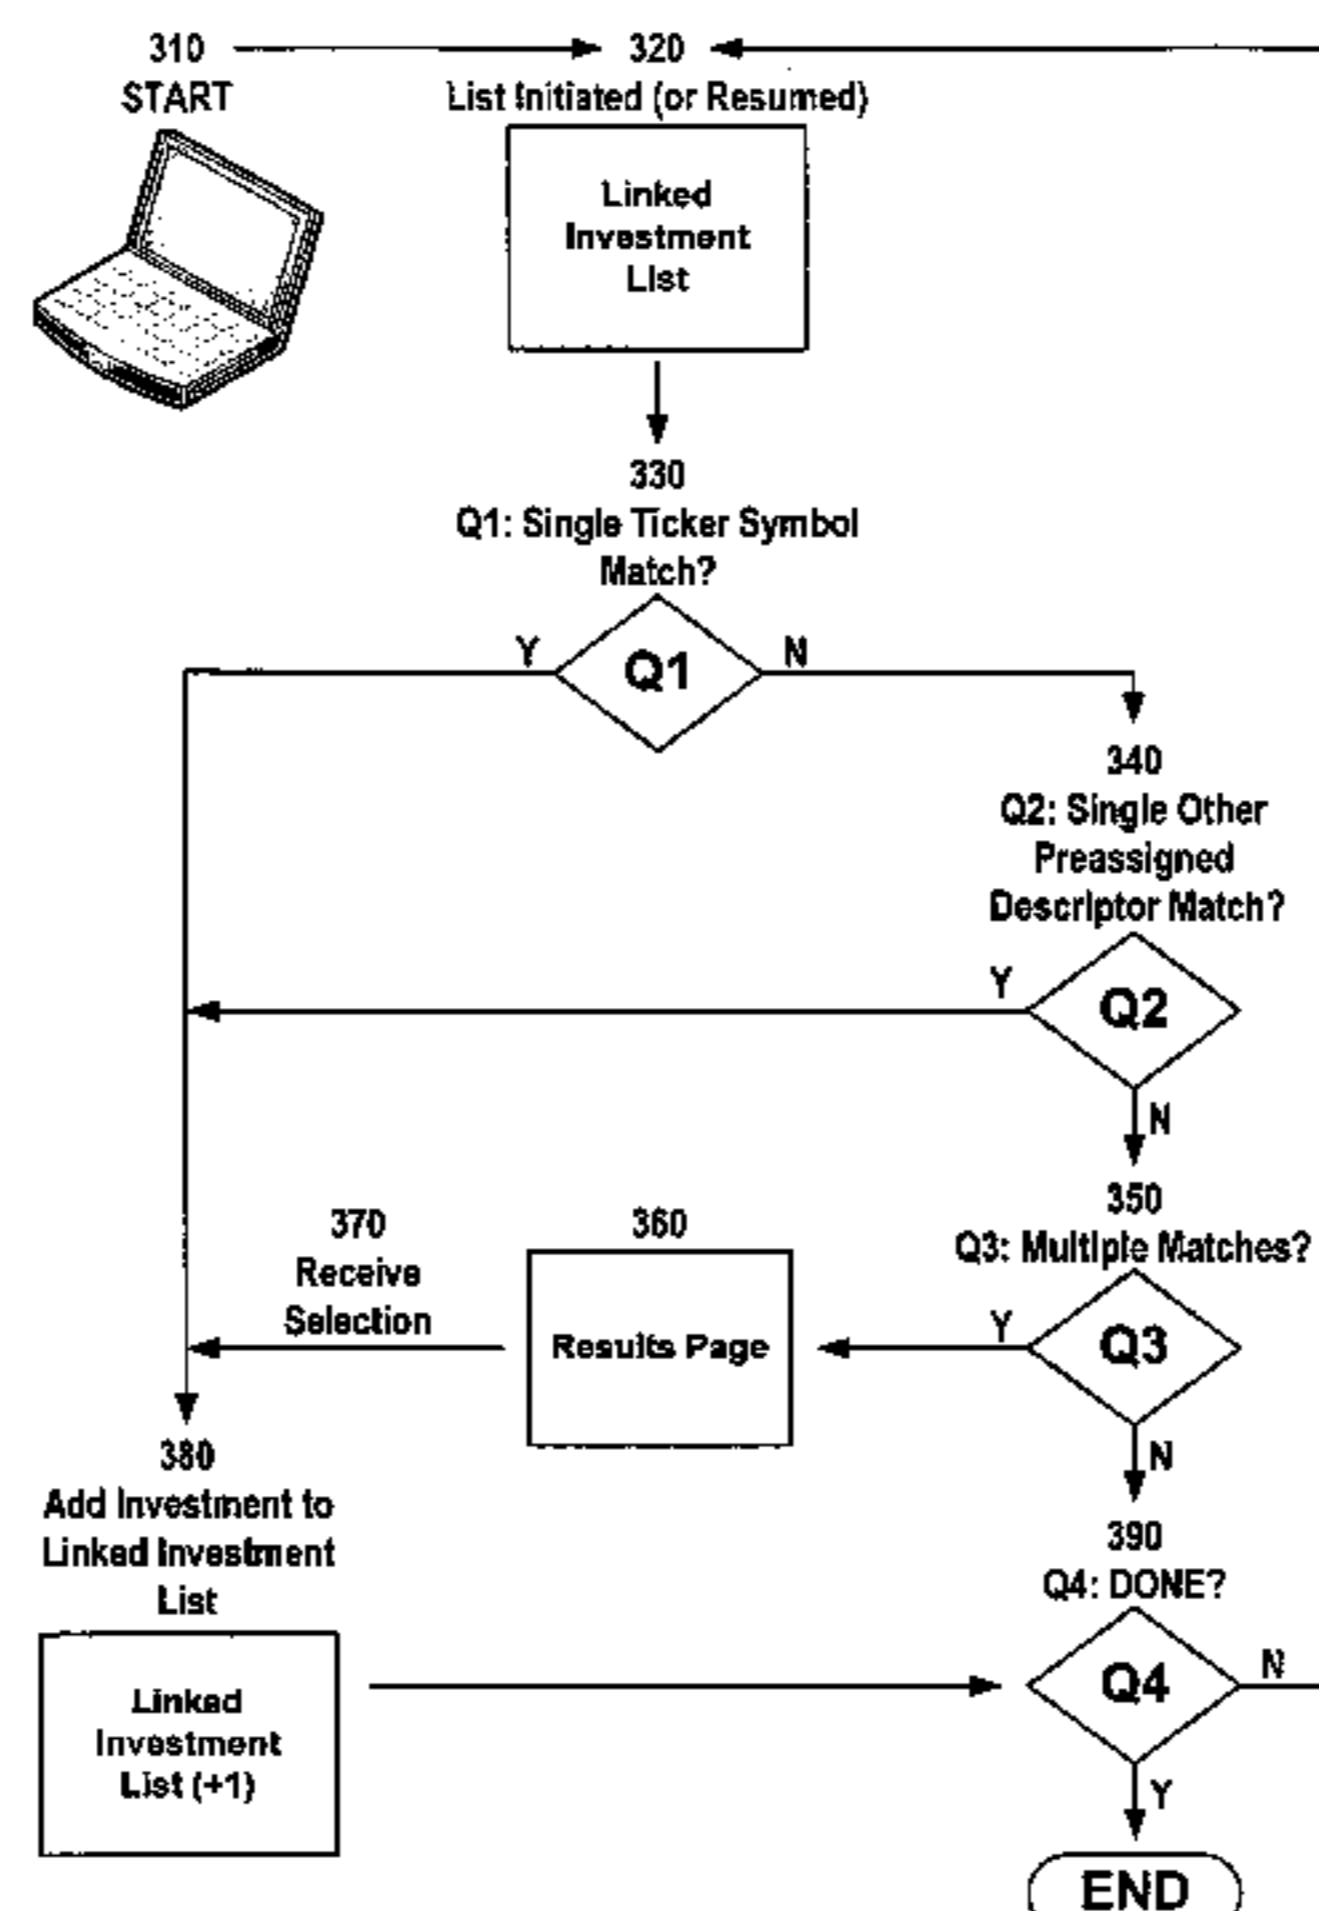 310
START
320
List Initiated (or Resumed)
Linked
Investment
List
330
Q1: Single Ticker Symbol
Match?
Y
Q1
N
340
Q2: Single Other
Preassigned
Descriptor Match?
Y
Q2
N
350
Q3: Multiple Matches?
370
Receive
Selection
360
Results Page
Y
Q3
N
380
Add Investment to
Linked Investment
List
Linked
Investment
List (+1)
390
Q4: DONE?
Q4
N
Y
END